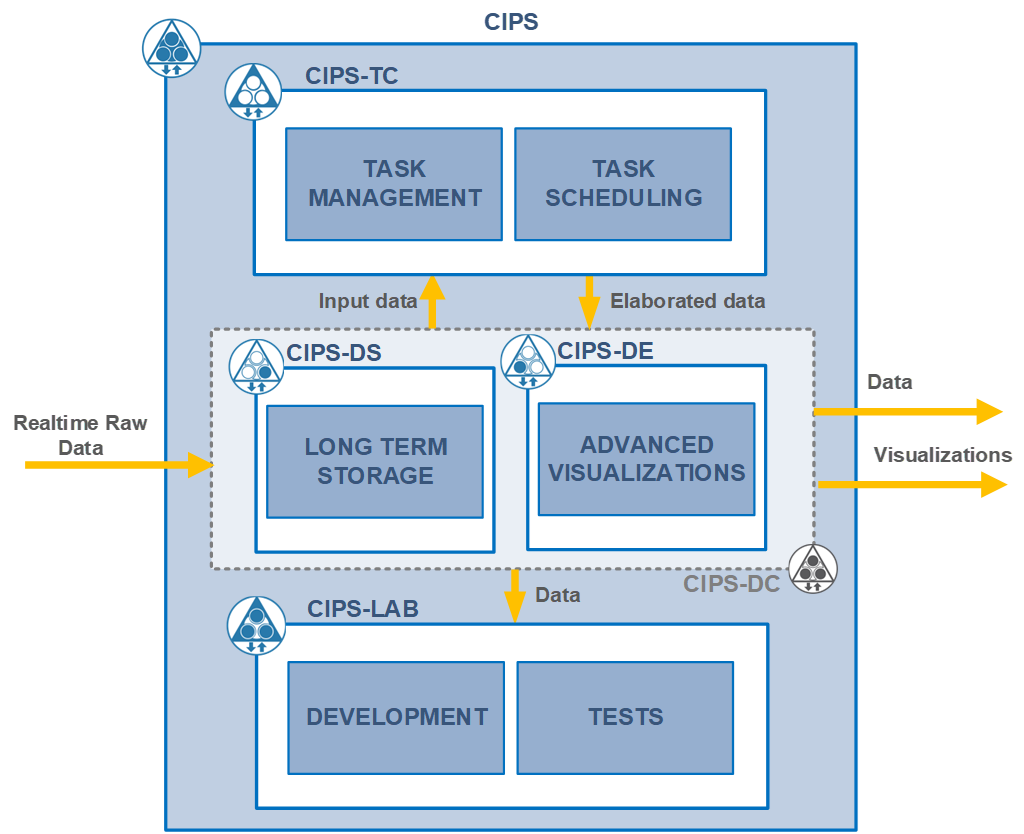 CIPS
CIPS-TC
TASK
MANAGEMENT
TASK
SCHEDULING
Input data
Elaborated data
CIPS-DS
CIPS-DE
LONG TERM
STORAGE
ADVANCED
VISUALIZATIONS
Realtime Raw
Data
Data
Visualizations
CIPS-DC
Data
CIPS-LAB
DEVELOPMENT
TESTS